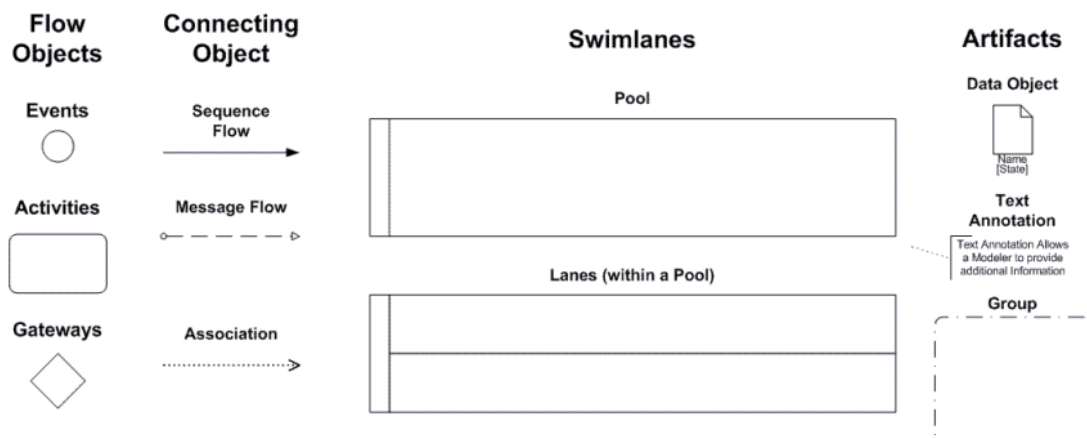 Flow
Objects
Events
Activities
Gateways
Connecting
Object
Sequence
Flow
Message Flow
Association
Swimlanes
Pool
Lanes (within a Pool)
Artifacts
Data Object
Name
[State]
Text
Annotation
Text Annotation Allows
a Modeler to provide
additional Information
Group